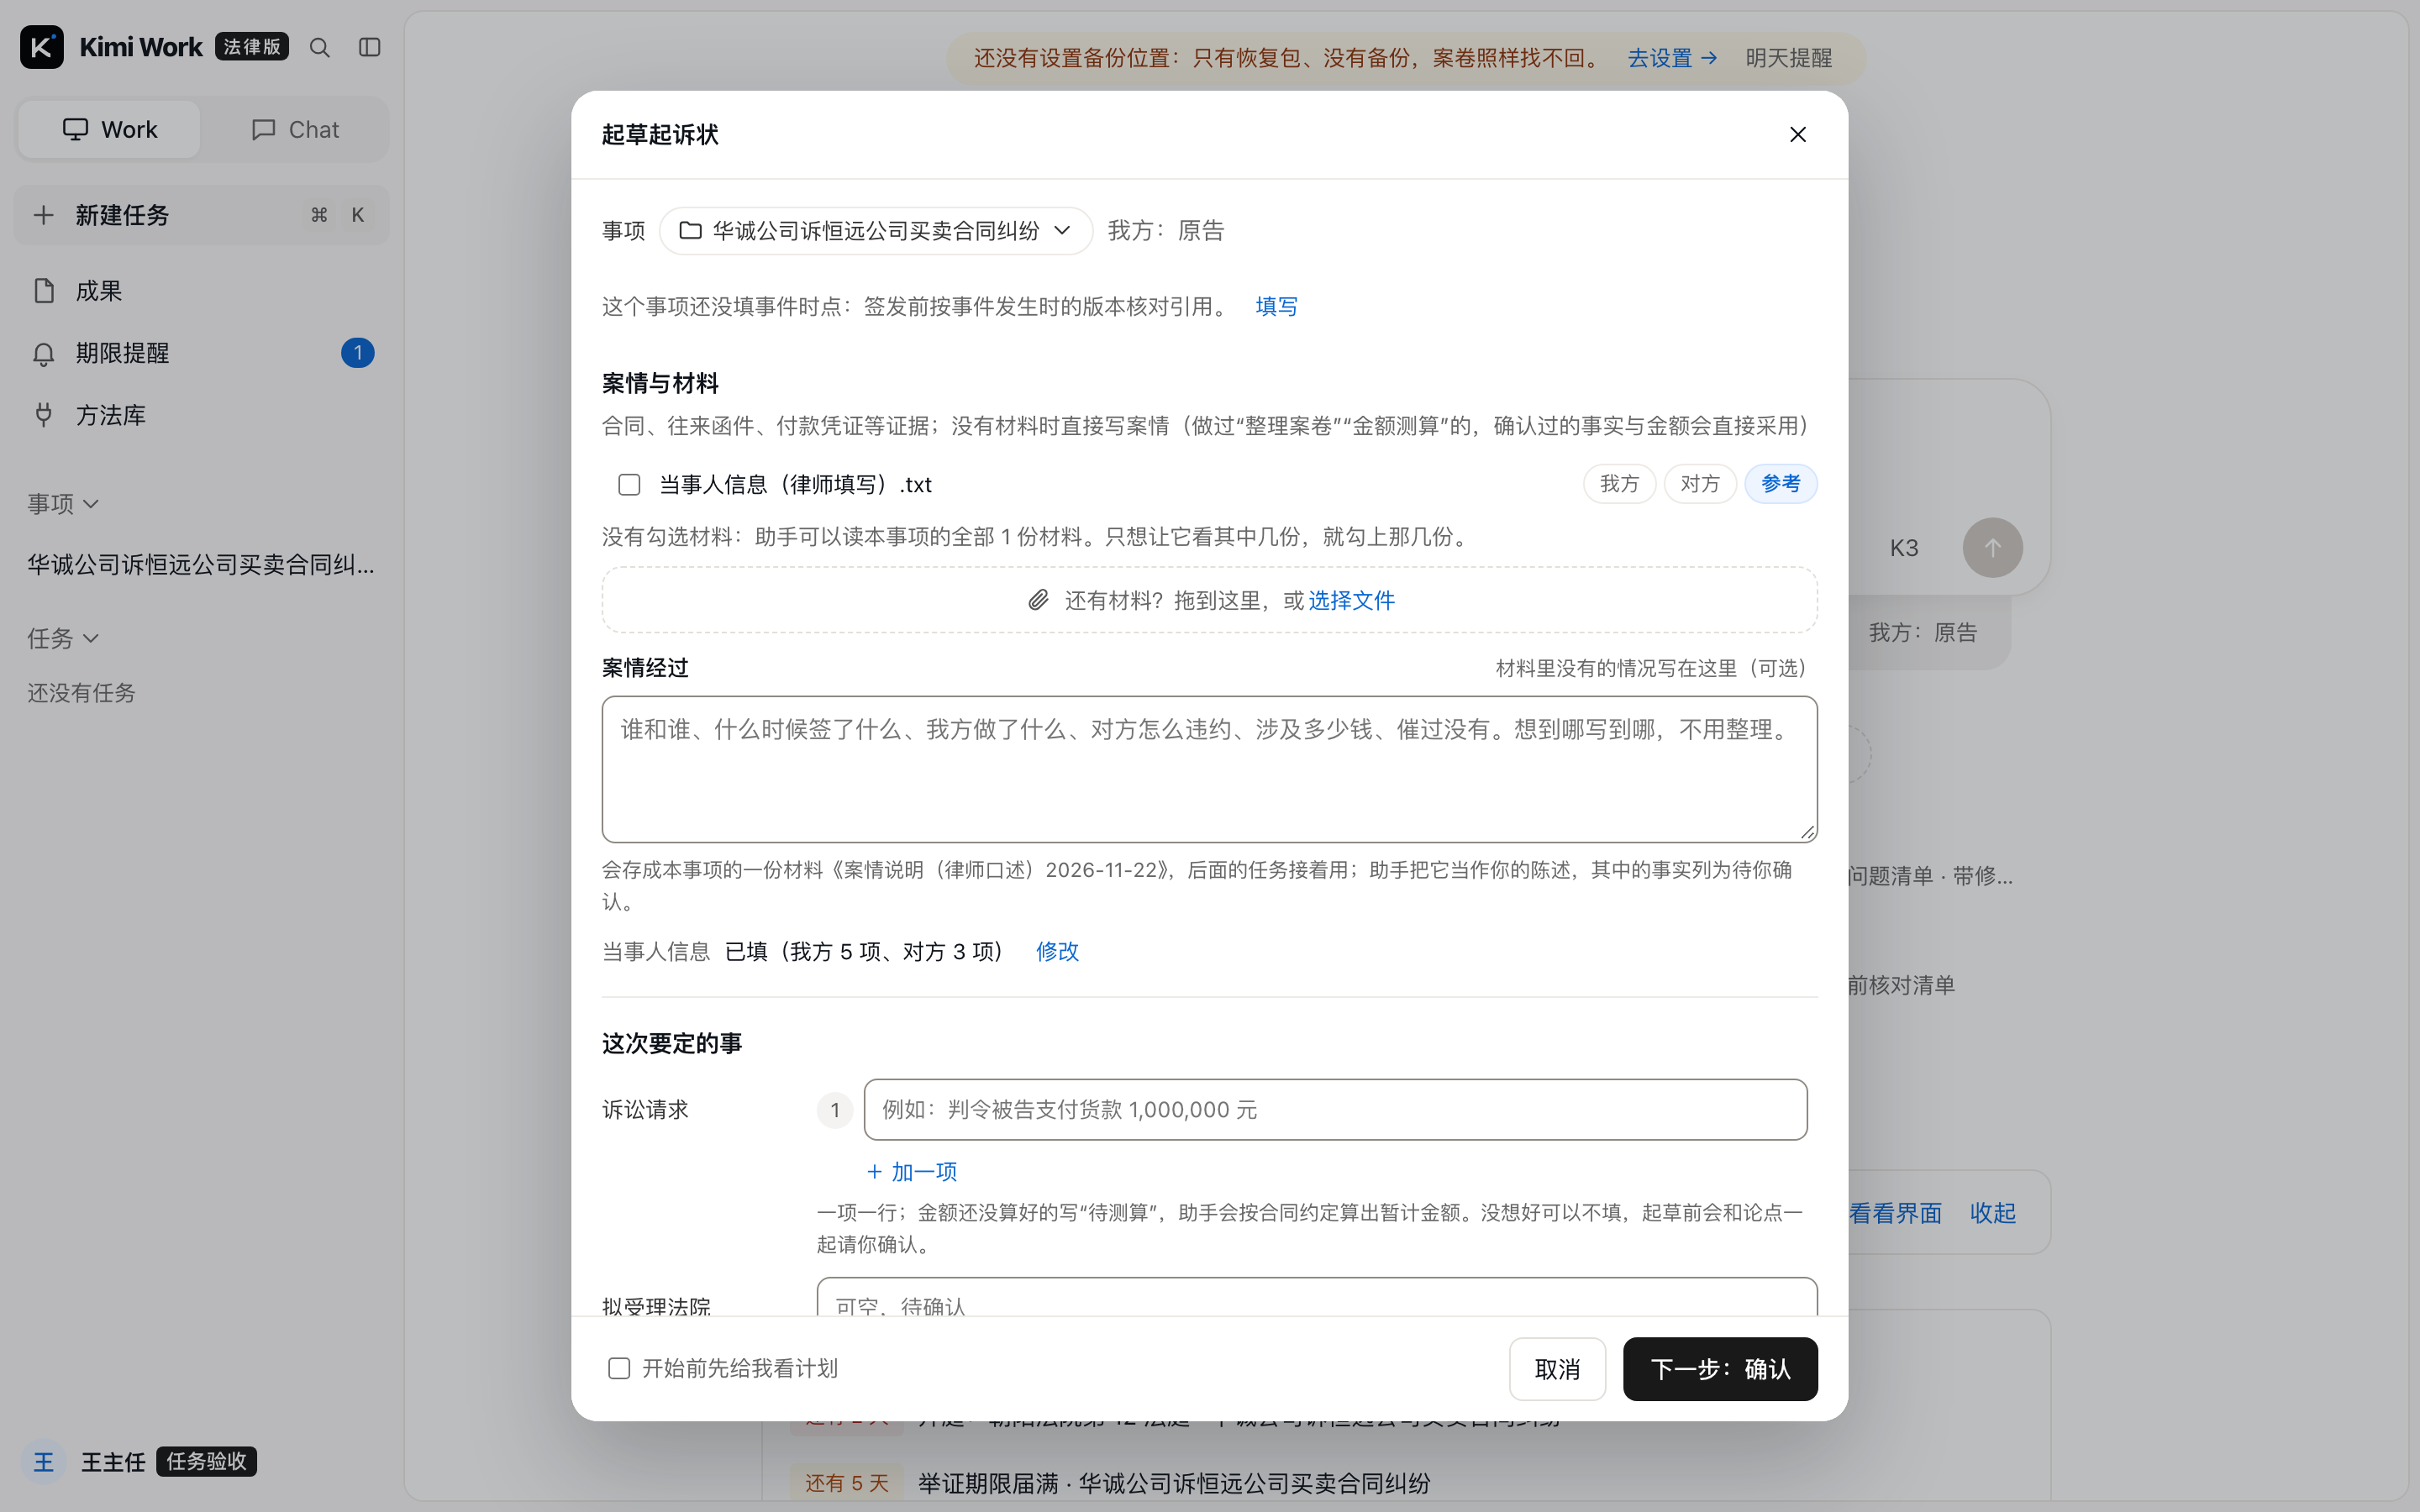 Kimi Work 法律版
Work
Chat
新建任务 ⌘ K
成果
期限提醒 1
方法库
事项
华诚公司诉恒远公司买卖合同纠...
任务
还没有任务
王 王主任 任务验收
还没有设置备份位置：只有恢复包、没有备份，案卷照样找不回。 去设置 → 明天提醒
起草起诉状
事项 华诚公司诉恒远公司买卖合同纠纷 我方：原告
这个事项还没填事件时点：签发前按事件发生时的版本核对引用。 填写
案情与材料
合同、往来函件、付款凭证等证据；没有材料时直接写案情（做过“整理案卷”“金额测算”的，确认过的事实与金额会直接采用）
当事人信息（律师填写）.txt 我方 对方 参考
没有勾选材料：助手可以读本事项的全部 1 份材料。只想让它看其中几份，就勾上那几份。
还有材料？拖到这里，或选择文件
案情经过 材料里没有的情况写在这里（可选）
谁和谁、什么时候签了什么、我方做了什么、对方怎么违约、涉及多少钱、催过没有。想到哪写到哪，不用整理。
会存成本事项的一份材料《案情说明（律师口述）2026-11-22》，后面的任务接着用；助手把它当作你的陈述，其中的事实列为待你确
认。
当事人信息 已填（我方 5 项、对方 3 项） 修改
这次要定的事
诉讼请求 1 例如：判令被告支付货款 1,000,000 元
+ 加一项
一项一行；金额还没算好的写“待测算”，助手会按合同约定算出暂计金额。没想好可以不填，起草前会和论点一
起请你确认。
拟受理法院 可空，待确认
开始前先给我看计划 取消 下一步：确认
K3
我方：原告
问题清单 · 带修...
前核对清单
看看界面 收起
还有 5 天 举证期限届满 · 华诚公司诉恒远公司买卖合同纠纷